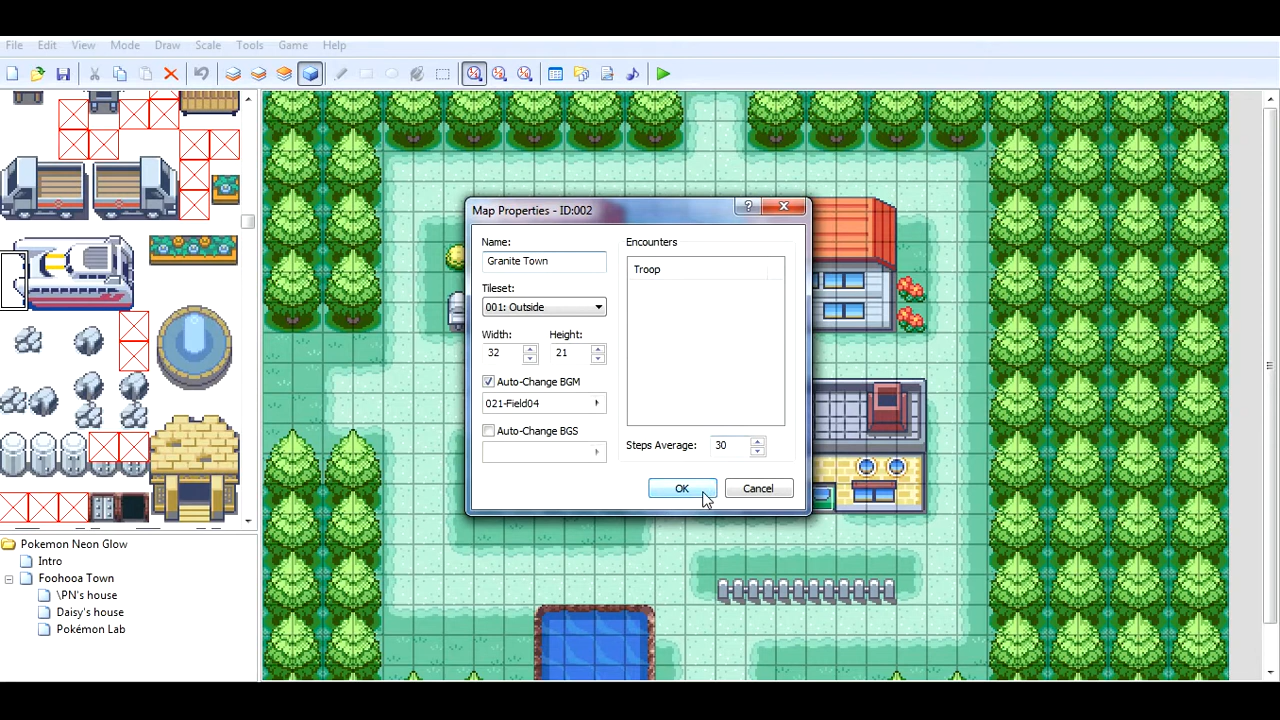 File Edit View Mode Draw Scale Tools Game Help
Map Properties - ID:002
Name:
Granite Town
Tileset:
001: Outside
Width: Height:
32 21
Auto-Change BGM
021-Field04
Auto-Change BGS
Encounters
Troop
Steps Average: 30
OK Cancel
Pokemon Neon Glow
Intro
Foohooa Town
\PN's house
Daisy's house
Pokémon Lab